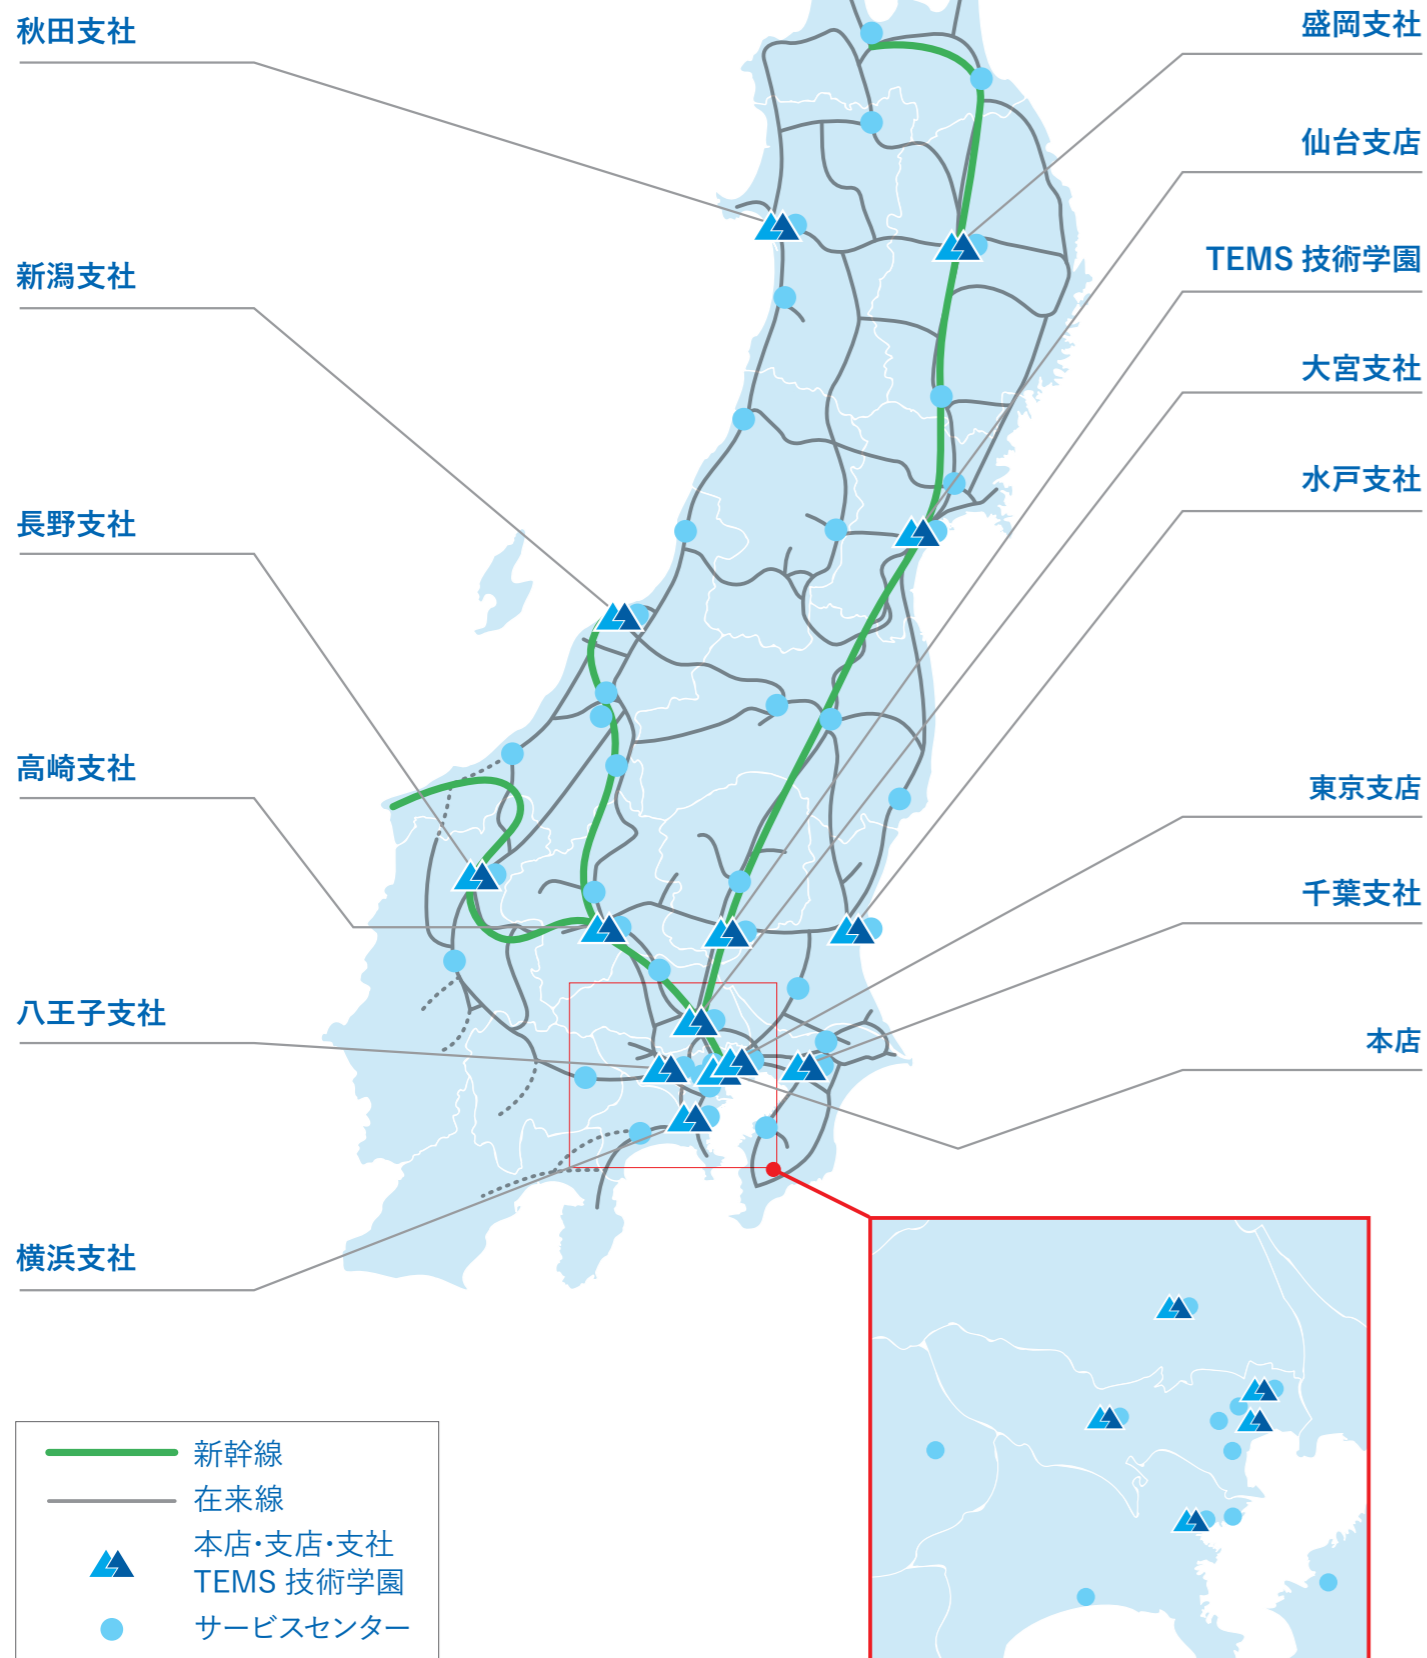 秋田支社
新潟支社
長野支社
高崎支社
八王子支社
横浜支社
盛岡支社
仙台支店
TEMS 技術学園
大宮支社
水戸支社
東京支店
千葉支社
本店
新幹線
在来線
本店・支店・支社
TEMS 技術学園
サービスセンター